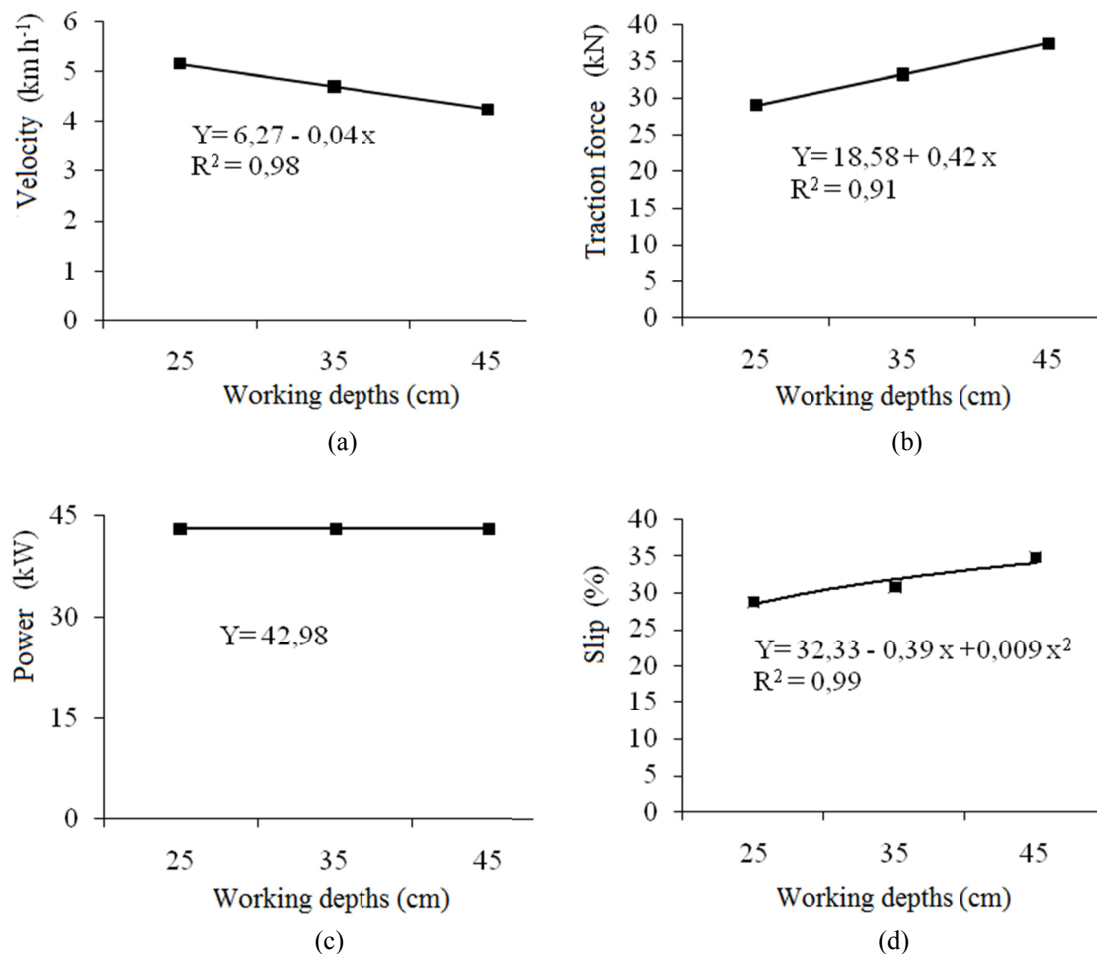 Velocity (km h-1)
6
5
4
3
2
1
0
Y= 6,27 - 0,04 x
R2 = 0,98
25 35 45
Working depths (cm)
(a)
Traction force (kN)
40
35
30
25
20
15
10
5
0
Y= 18,58 + 0,42 x
R2 = 0,91
25 35 45
Working depths (cm)
(b)
Power (kW)
45
30
15
0
Y= 42,98
25 35 45
Working depths (cm)
(c)
Slip (%)
40
35
30
25
20
15
10
5
0
Y= 32,33 - 0,39 x +0,009 x2
R2 = 0,99
25 35 45
Working depths (cm)
(d)